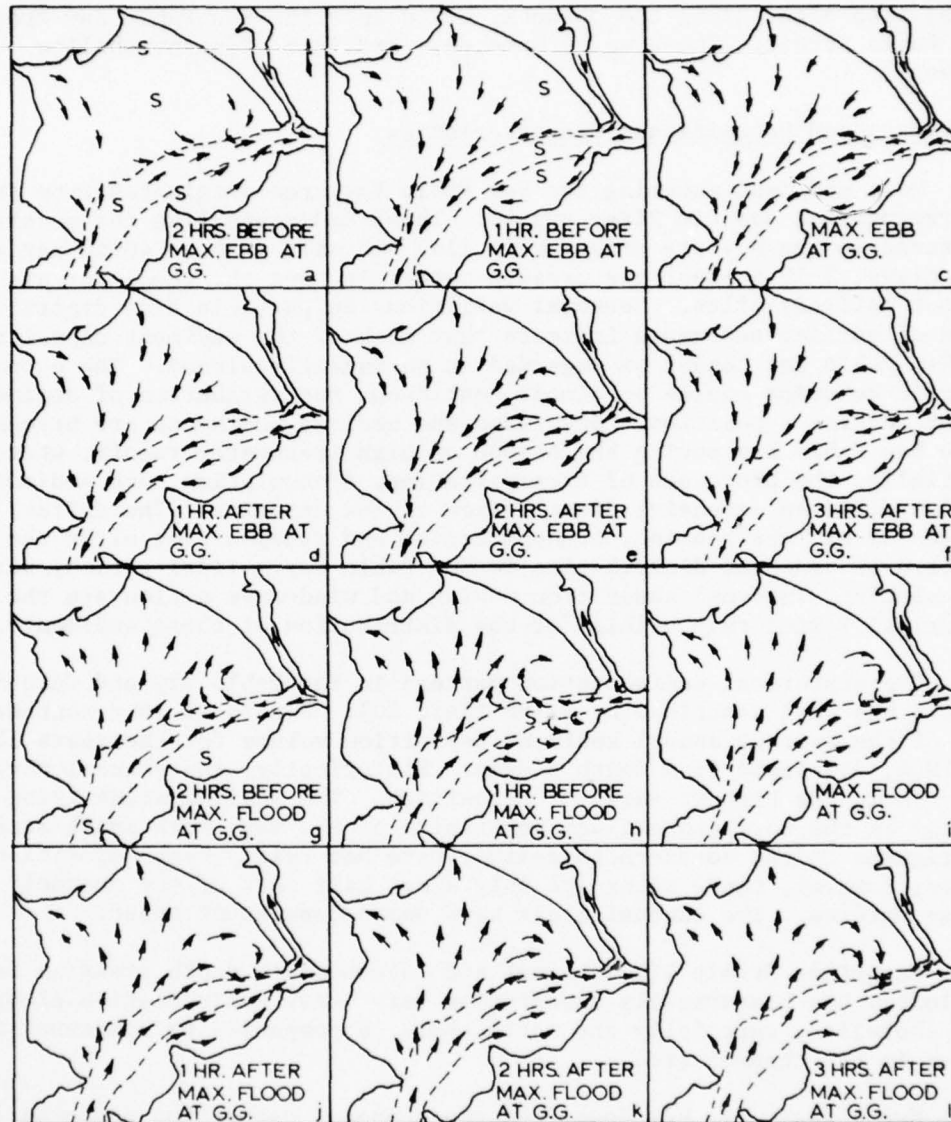 S
S
S
S
2 HRS. BEFORE
MAX. EBB AT
G.G.
a
S
S
S
1 HR. BEFORE
MAX. EBB AT
G.G.
b
MAX. EBB
AT G.G.
c
1 HR. AFTER
MAX. EBB AT
G.G.
d
2 HRS. AFTER
MAX. EBB AT
G.G.
e
3 HRS. AFTER
MAX. EBB AT
G.G.
f
S
S
2 HRS. BEFORE
MAX. FLOOD
AT G.G.
g
S
1 HR. BEFORE
MAX. FLOOD
AT G.G.
h
MAX. FLOOD
AT G.G.
i
1 HR. AFTER
MAX. FLOOD
AT G.G.
j
2 HRS. AFTER
MAX. FLOOD
AT G.G.
k
3 HRS. AFTER
MAX. FLOOD
AT G.G.
l